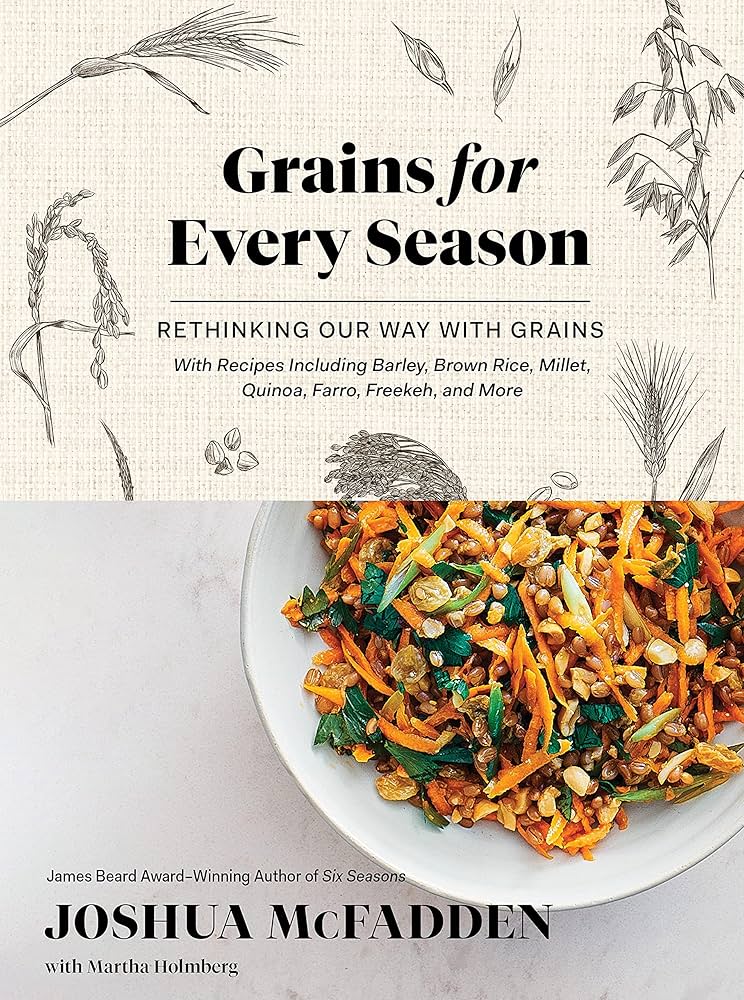 Grains for
Every Season
RETHINKING OUR WAY WITH GRAINS
With Recipes Including Barley, Brown Rice, Millet,
Quinoa, Farro, Freekeh, and More
James Beard Award–Winning Author of Six Seasons
JOSHUA McFADDEN
with Martha Holmberg